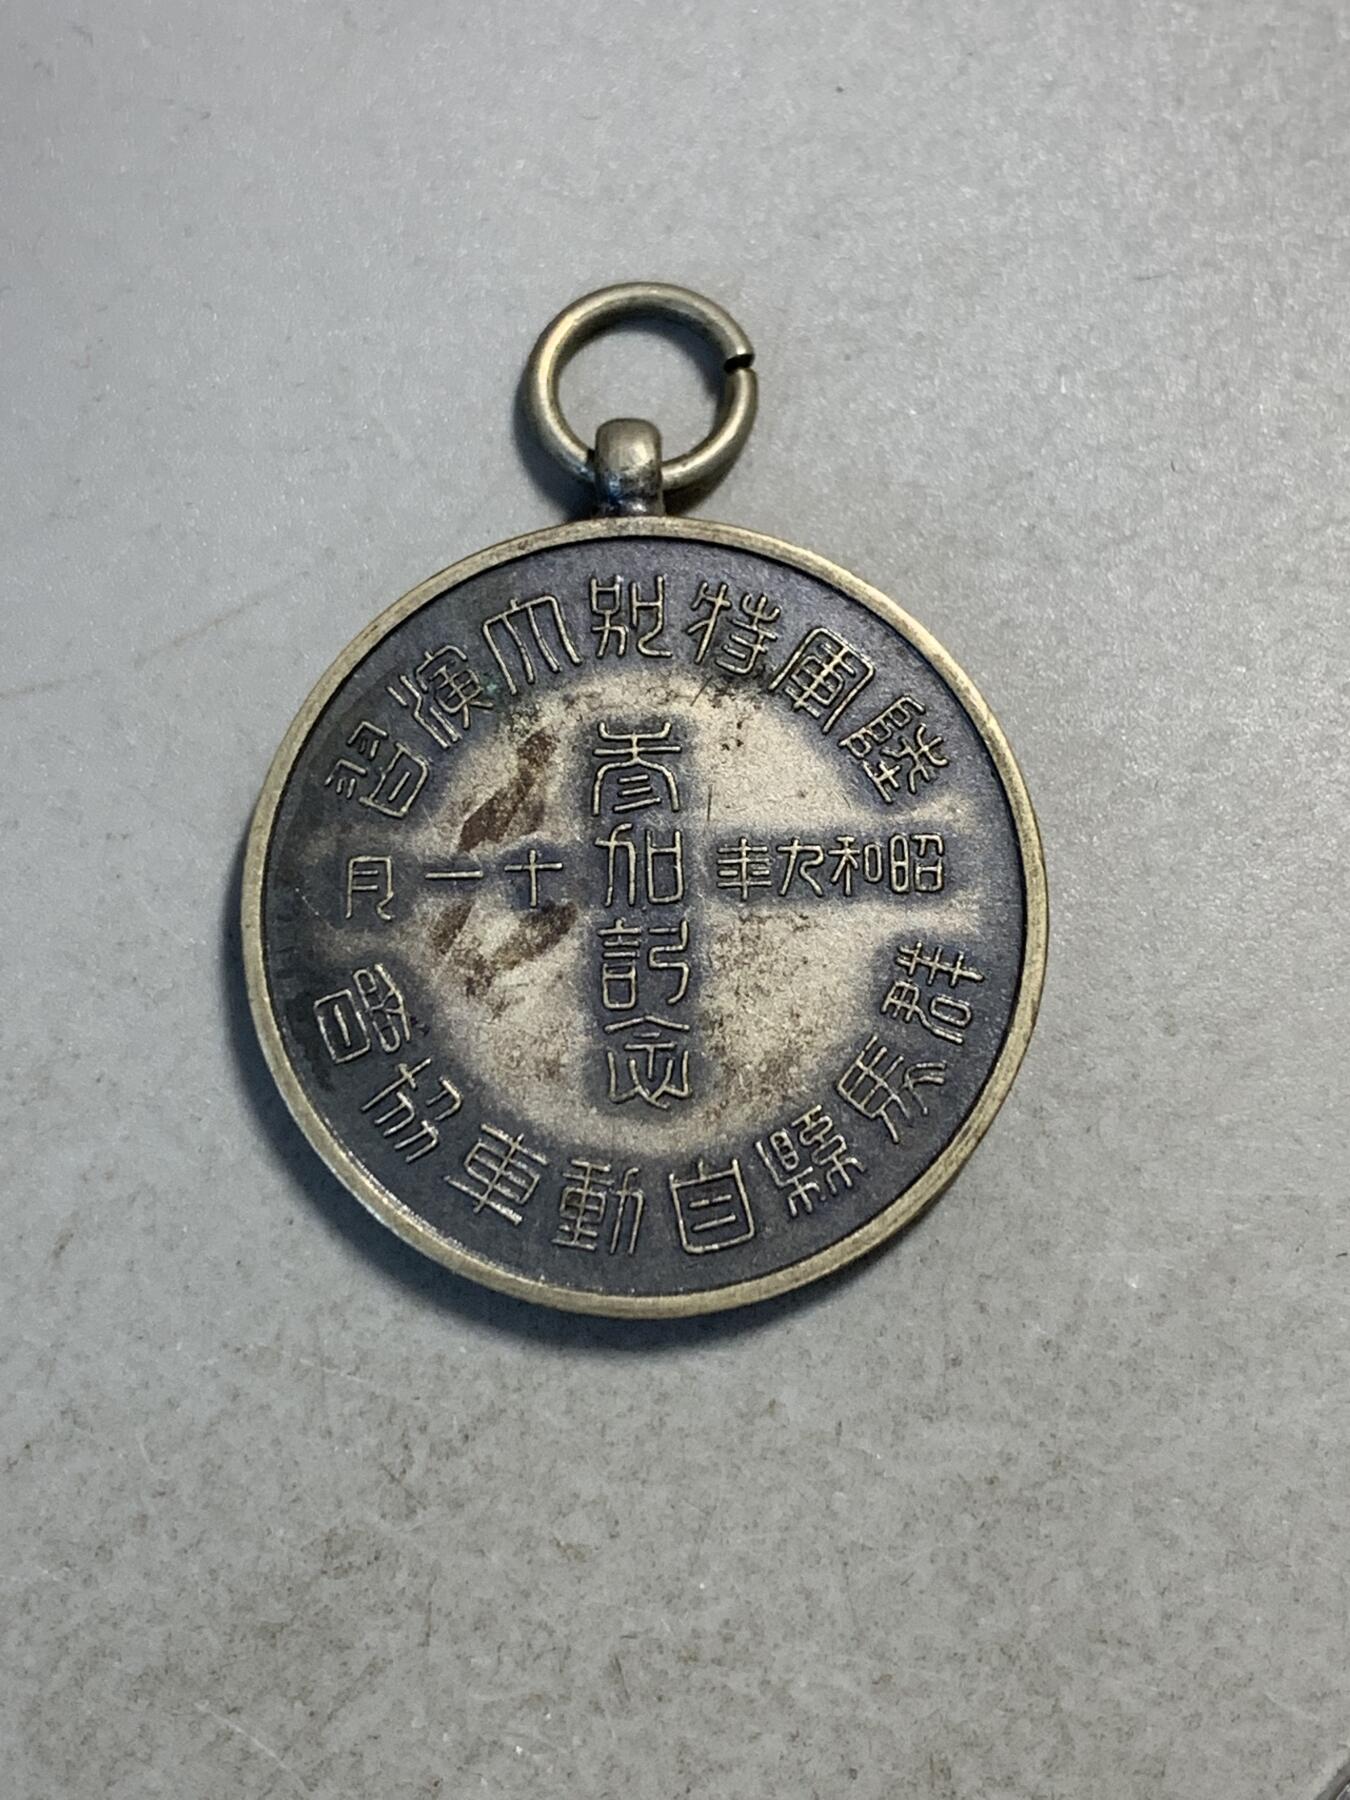 陸軍特別大演習
昭和九年十一月
参加記念
群馬縣自動車協會